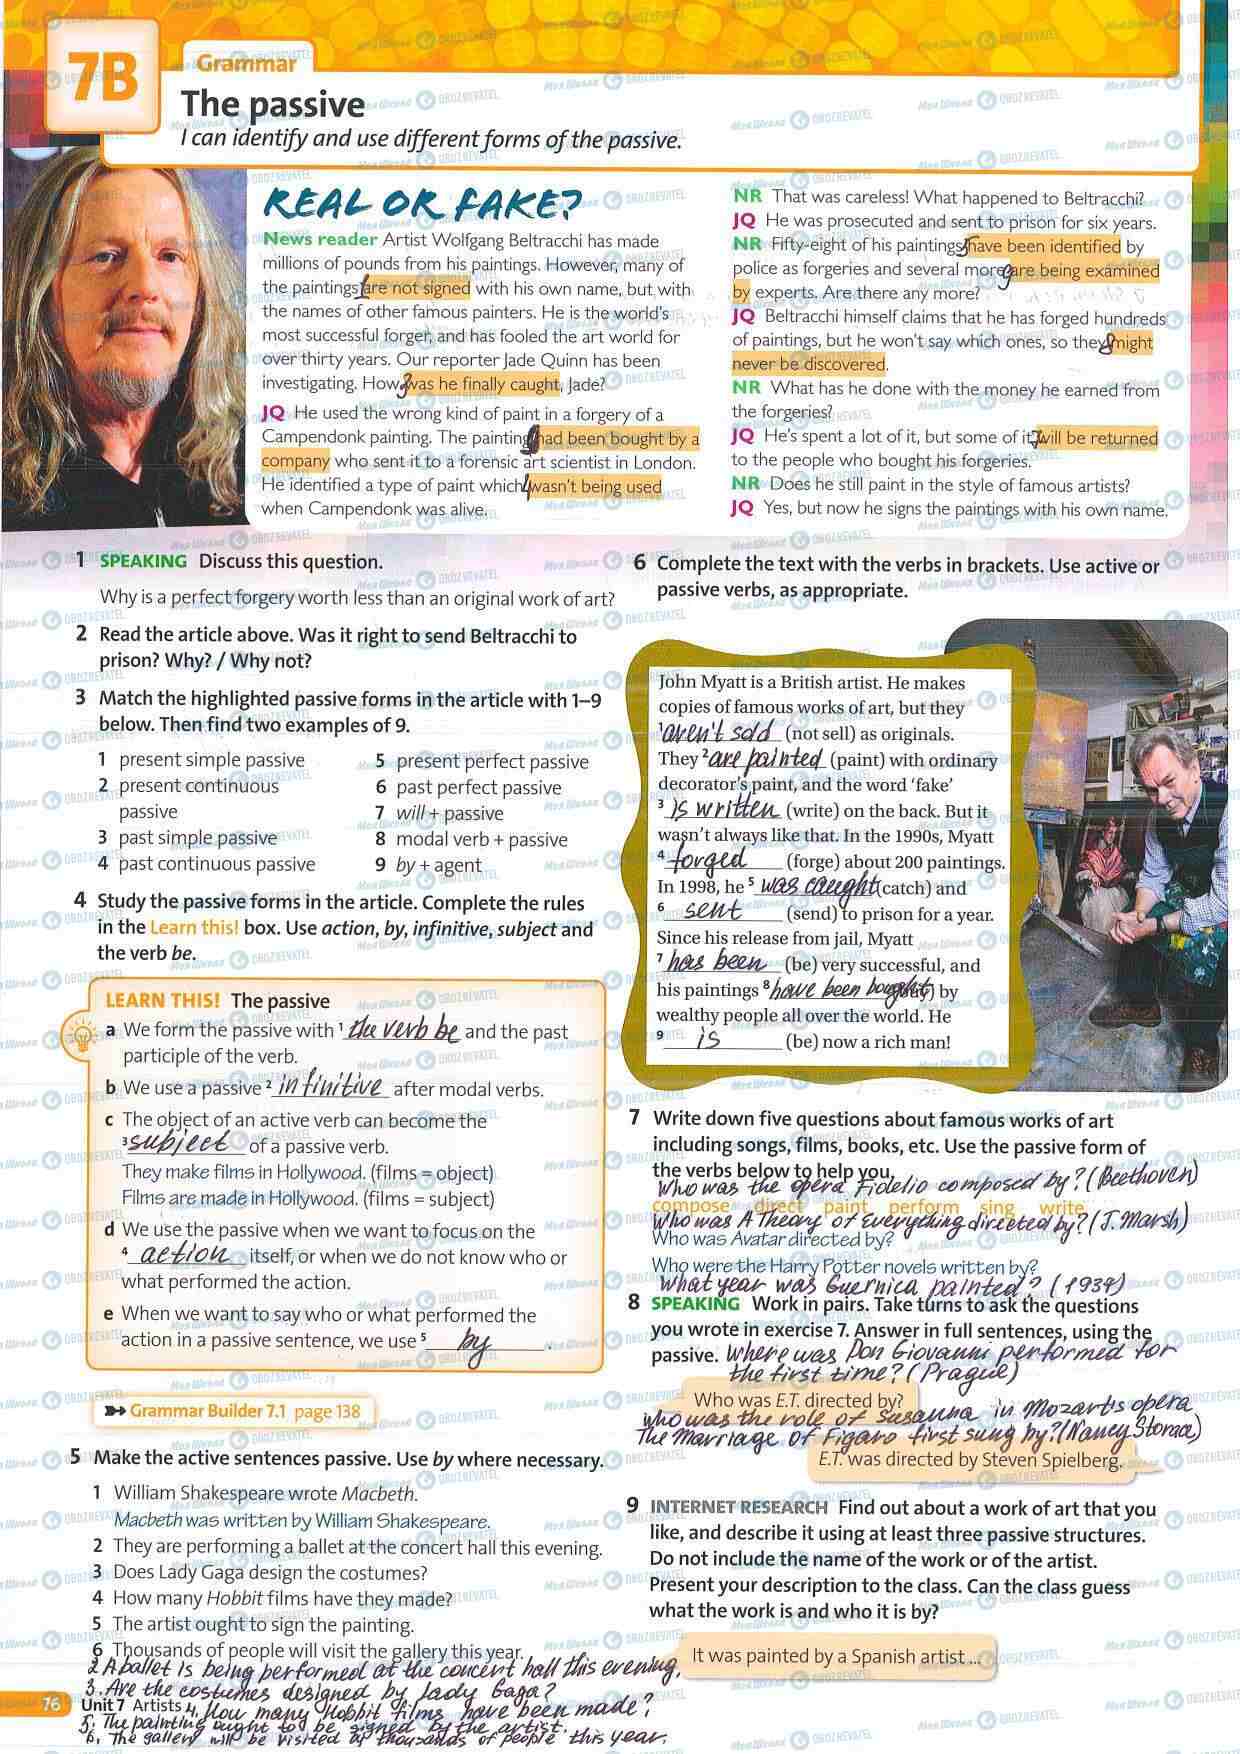 7B
Grammar
The passive
I can identify and use different forms of the passive.
REAL OR FAKE?
News reader Artist Wolfgang Beltracchi has made
millions of pounds from his paintings. However, many of
the paintings 1 are not signed with his own name, but with
the names of other famous painters. He is the world's
most successful forger, and has fooled the art world for
over thirty years. Our reporter Jade Quinn has been
investigating. How 3 was he finally caught, Jade?
JQ He used the wrong kind of paint in a forgery of a
Campendonk painting. The painting had been bought by a
company who sent it to a forensic art scientist in London.
He identified a type of paint which 4 wasn't being used
when Campendonk was alive.
NR That was careless! What happened to Beltracchi?
JQ He was prosecuted and sent to prison for six years.
NR Fifty-eight of his paintings 5 have been identified by
police as forgeries and several more 9 are being examined
by experts. Are there any more?
JQ Beltracchi himself claims that he has forged hundreds
of paintings, but he won't say which ones, so they 8 might
never be discovered.
NR What has he done with the money he earned from
the forgeries?
JQ He's spent a lot of it, but some of it 7 will be returned
to the people who bought his forgeries.
NR Does he still paint in the style of famous artists?
JQ Yes, but now he signs the paintings with his own name.
1 SPEAKING Discuss this question.
Why is a perfect forgery worth less than an original work of art?
2 Read the article above. Was it right to send Beltracchi to
prison? Why? / Why not?
3 Match the highlighted passive forms in the article with 1–9
below. Then find two examples of 9.
1 present simple passive
2 present continuous
passive
3 past simple passive
4 past continuous passive
5 present perfect passive
6 past perfect passive
7 will + passive
8 modal verb + passive
9 by + agent
4 Study the passive forms in the article. Complete the rules
in the Learn this! box. Use action, by, infinitive, subject and
the verb be.
LEARN THIS! The passive
a We form the passive with 1 the verb be and the past
participle of the verb.
b We use a passive 2 infinitive after modal verbs.
c The object of an active verb can become the
3 subject of a passive verb.
They make films in Hollywood. (films = object)
Films are made in Hollywood. (films = subject)
d We use the passive when we want to focus on the
4 action itself, or when we do not know who or
what performed the action.
e When we want to say who or what performed the
action in a passive sentence, we use 5 by.
Grammar Builder 7.1 page 138
5 Make the active sentences passive. Use by where necessary.
1 William Shakespeare wrote Macbeth.
Macbeth was written by William Shakespeare.
2 They are performing a ballet at the concert hall this evening.
3 Does Lady Gaga design the costumes?
4 How many Hobbit films have they made?
5 The artist ought to sign the painting.
6 Thousands of people will visit the gallery this year.
2. A ballet is being performed at the concert hall this evening.
3. Are the costumes designed by Lady Gaga?
76 Unit 7 Artists
4. How many Hobbit films have been made?
5. The painting ought to be signed by the artist.
6. The gallery will be visited by thousands of people this year.
6 Complete the text with the verbs in brackets. Use active or
passive verbs, as appropriate.
John Myatt is a British artist. He makes
copies of famous works of art, but they
1 aren't sold (not sell) as originals.
They 2 are painted (paint) with ordinary
decorator's paint, and the word 'fake'
3 is written (write) on the back. But it
wasn't always like that. In the 1990s, Myatt
4 forged (forge) about 200 paintings.
In 1998, he 5 was caught (catch) and
6 sent (send) to prison for a year.
Since his release from jail, Myatt
7 has been (be) very successful, and
his paintings 8 have been bought (buy) by
wealthy people all over the world. He
9 is (be) now a rich man!
7 Write down five questions about famous works of art
including songs, films, books, etc. Use the passive form of
the verbs below to help you.
Who was the opera Fidelio composed by? (Beethoven)
compose direct paint perform sing write
Who was A Theory of Everything directed by? (J. Marsh)
Who was Avatar directed by?
Who were the Harry Potter novels written by?
What year was Guernica painted? (1937)
8 SPEAKING Work in pairs. Take turns to ask the questions
you wrote in exercise 7. Answer in full sentences, using the
passive. Where was Don Giovanni performed for
the first time? (Prague)
Who was E.T. directed by?
Who was the role of Susanna in Mozart's opera
The Marriage of Figaro first sung by? (Nancy Storace)
E.T. was directed by Steven Spielberg.
9 INTERNET RESEARCH Find out about a work of art that you
like, and describe it using at least three passive structures.
Do not include the name of the work or of the artist.
Present your description to the class. Can the class guess
what the work is and who it is by?
It was painted by a Spanish artist ...